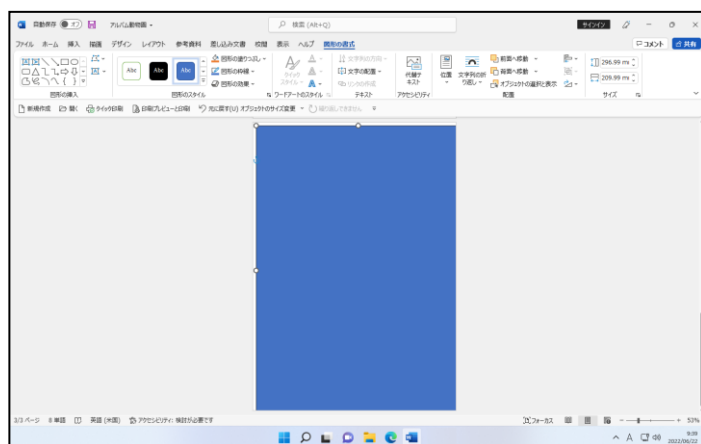 自動保存 オフ アルバム動物園 検索 (Alt+Q) サインイン
ファイル ホーム 挿入 描画 デザイン レイアウト 参考資料 差し込み文書 校閲 表示 ヘルプ 図形の書式 コメント 共有
Abc Abc Abc
図形の塗りつぶし
図形の枠線
図形の効果
クイック
スタイル
文字列の方向
文字の配置
リンクの作成
代替テ
キスト
位置 文字列の折
り返し
前面へ移動
背面へ移動
オブジェクトの選択と表示
296.99 mm
209.99 mm
図形の挿入 図形のスタイル ワードアートのスタイル テキスト アクセシビリティ 配置 サイズ
新規作成 開く クイック印刷 印刷プレビューと印刷 元に戻す(U) オブジェクトのサイズ変更 繰り返しできません
3/3 ページ 8 単語 英語 (米国) アクセシビリティ: 検討が必要です フォーカス 53%
A 9:09
2022/06/22